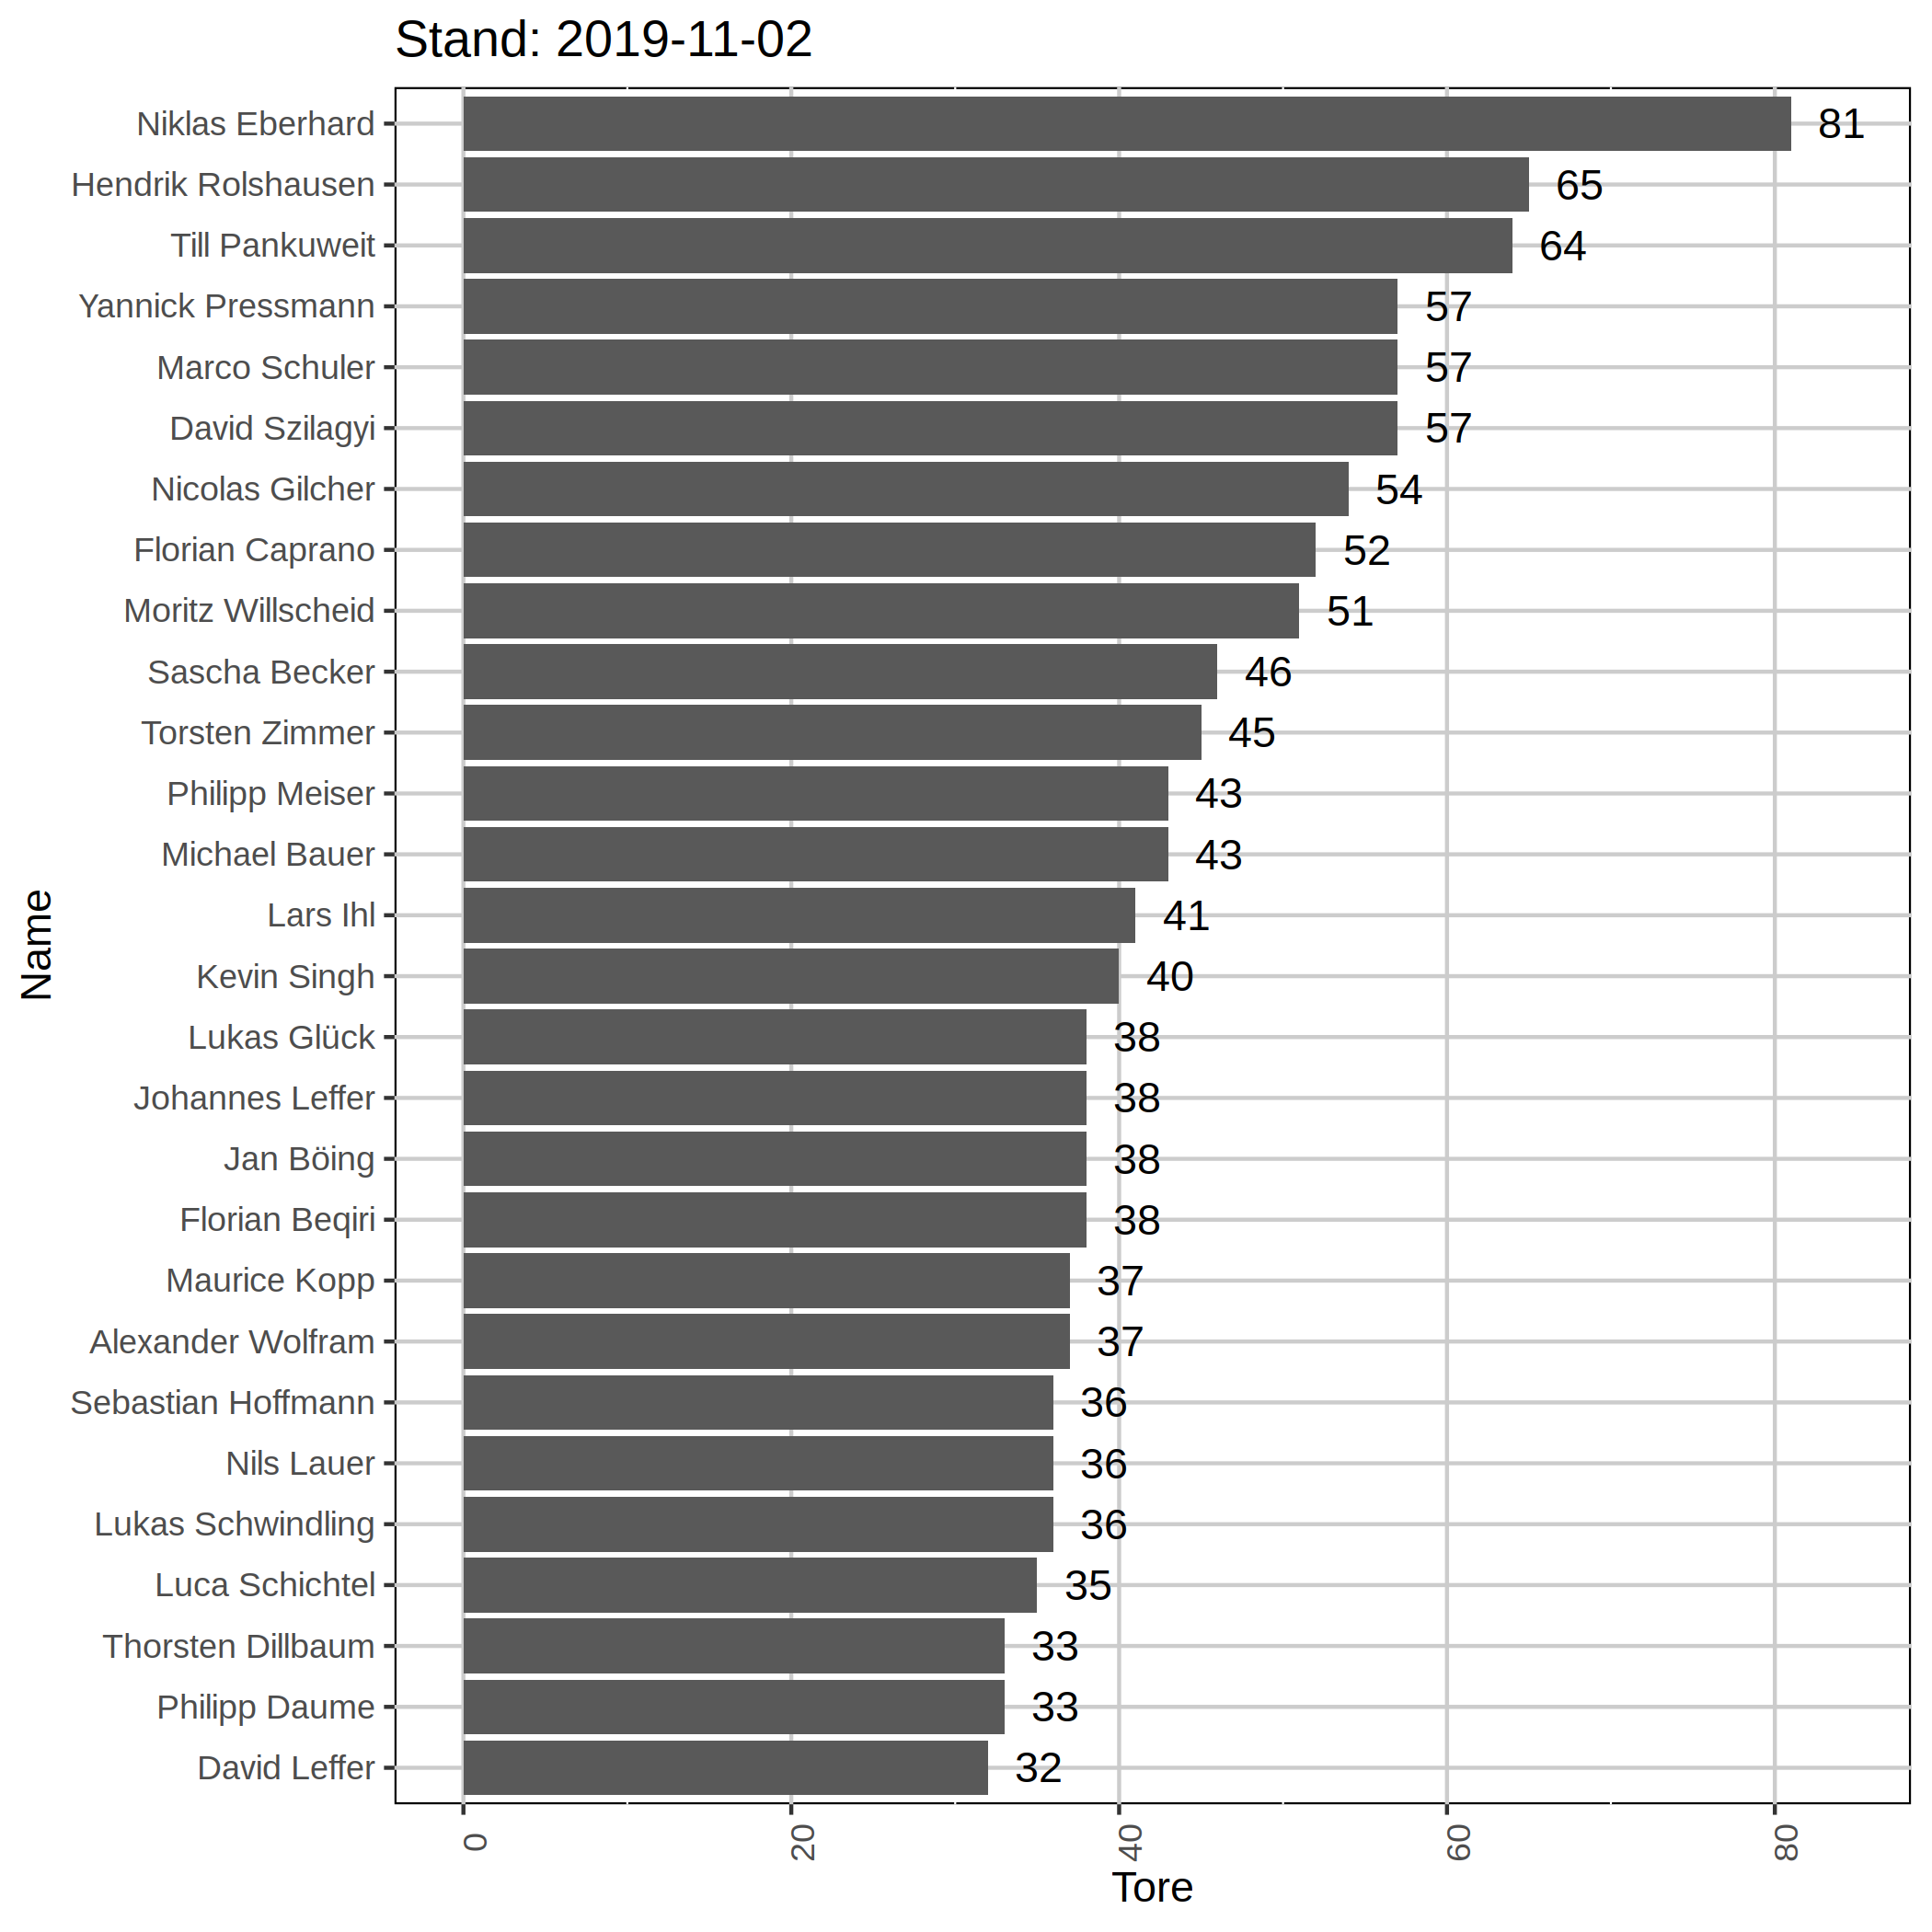 Stand: 2019-11-02
Niklas Eberhard 81
Hendrik Rolshausen 65
Till Pankuweit 64
Yannick Pressmann 57
Marco Schuler 57
David Szilagyi 57
Nicolas Gilcher 54
Florian Caprano 52
Moritz Willscheid 51
Sascha Becker 46
Torsten Zimmer 45
Philipp Meiser 43
Michael Bauer 43
Lars Ihl 41
Kevin Singh 40
Lukas Glück 38
Johannes Leffer 38
Jan Böing 38
Florian Beqiri 38
Maurice Kopp 37
Alexander Wolfram 37
Sebastian Hoffmann 36
Nils Lauer 36
Lukas Schwindling 36
Luca Schichtel 35
Thorsten Dillbaum 33
Philipp Daume 33
David Leffer 32
Name
0 20 40 60 80
Tore